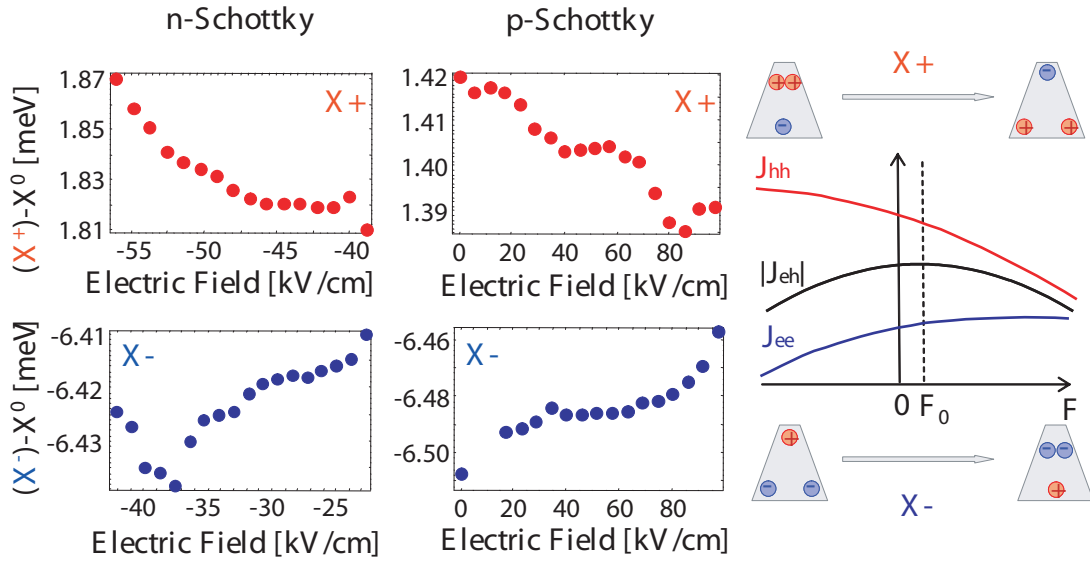 n-Schottky
p-Schottky
(X+)-X0 [meV]
1.87
1.85
1.83
1.81
X+
-55
-50
-45
-40
Electric Field [kV/cm]
1.42
1.41
1.40
1.39
X+
0
20
40
60
80
Electric Field [kV/cm]
(X-)-X0 [meV]
-6.41
-6.42
-6.43
X-
-40
-35
-30
-25
Electric Field [kV/cm]
-6.46
-6.48
-6.50
X-
0
20
40
60
80
Electric Field [kV/cm]
X+
+ +
-
-
+ +
Jhh
|Jeh|
Jee
0 F0 F
+
- -
- -
+
X-